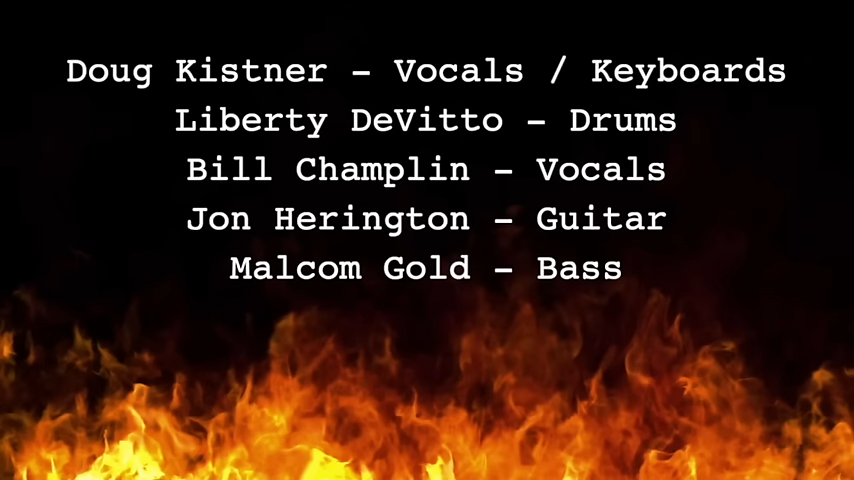 Doug Kistner - Vocals / Keyboards
Liberty DeVitto - Drums
Bill Champlin - Vocals
Jon Herington - Guitar
Malcom Gold - Bass